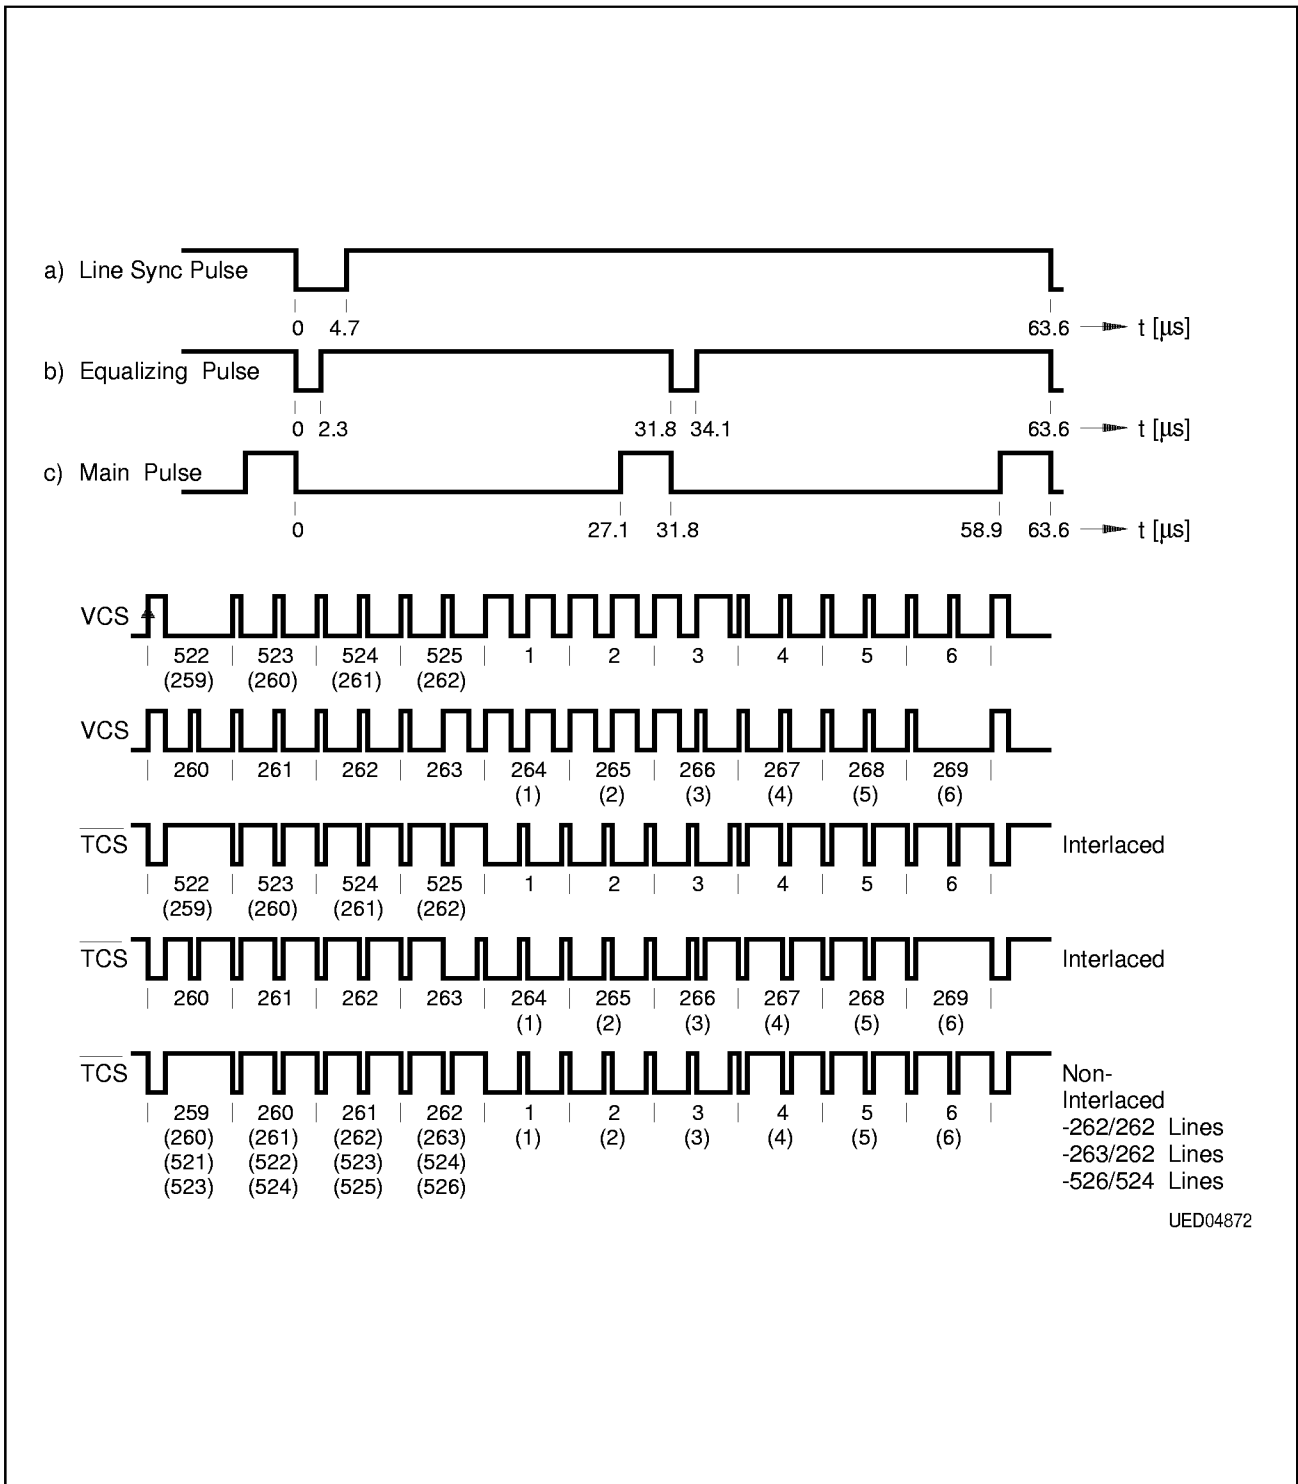 a) Line Sync Pulse
0 4.7 63.6 t [µs]
b) Equalizing Pulse
0 2.3 31.8 34.1 63.6 t [µs]
c) Main Pulse
0 27.1 31.8 58.9 63.6 t [µs]
VCS
522 523 524 525 1 2 3 4 5 6
(259) (260) (261) (262)
VCS
260 261 262 263 264 265 266 267 268 269
(1) (2) (3) (4) (5) (6)
TCS Interlaced
522 523 524 525 1 2 3 4 5 6
(259) (260) (261) (262)
TCS Interlaced
260 261 262 263 264 265 266 267 268 269
(1) (2) (3) (4) (5) (6)
TCS Non-
259 260 261 262 1 2 3 4 5 6 Interlaced
(260) (261) (262) (263) (1) (2) (3) (4) (5) (6) -262/262 Lines
(521) (522) (523) (524) -263/262 Lines
(523) (524) (525) (526) -526/524 Lines
UED04872